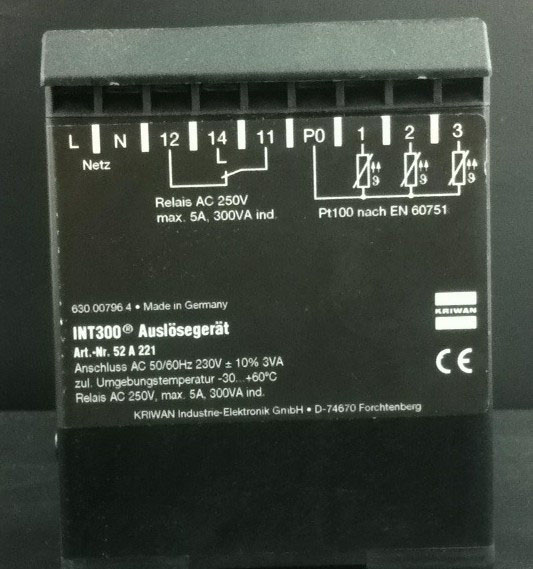 L N 12 14 11 P0 1 2 3
Netz
Relais AC 250V
max. 5A, 300VA ind.
Pt100 nach EN 60751
630 00796 4 • Made in Germany
INT300® Auslösegerät
Art.-Nr. 52 A 221
Anschluss AC 50/60Hz 230V ± 10% 3VA
zul. Umgebungstemperatur -30...+60°C
Relais AC 250V, max. 5A, 300VA ind.
KRIWAN
CE
KRIWAN Industrie-Elektronik GmbH • D-74670 Forchtenberg